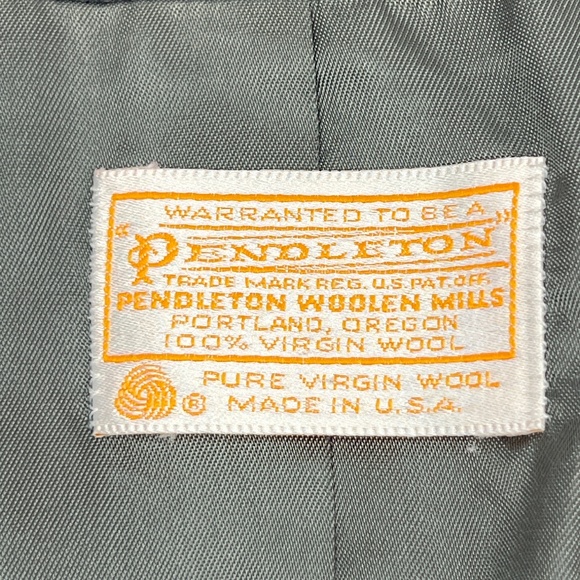 WARRANTED TO BE A
"PENDLETON"
TRADE MARK REG. U.S. PAT. OFF.
PENDLETON WOOLEN MILLS
PORTLAND, OREGON
100% VIRGIN WOOL
PURE VIRGIN WOOL
® MADE IN U.S.A.